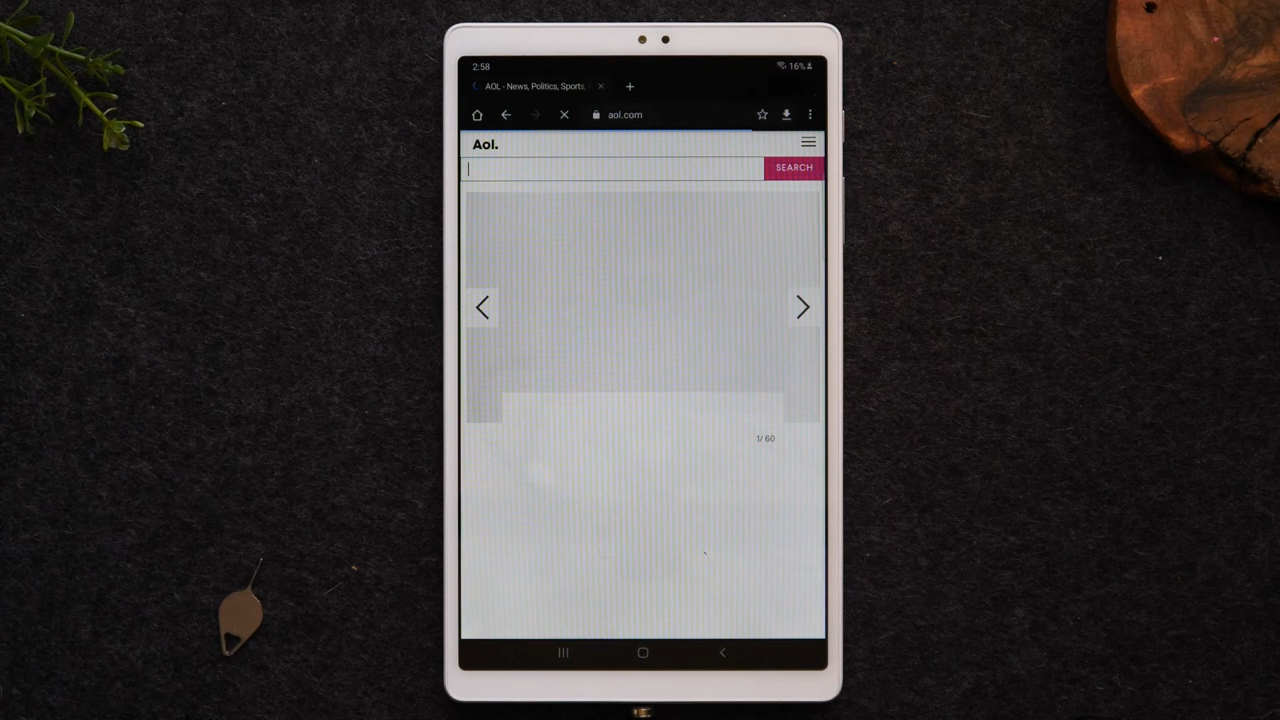 2:58
16%
AOL - News, Politics, Sports,
aol.com
Aol.
SEARCH
1/ 60